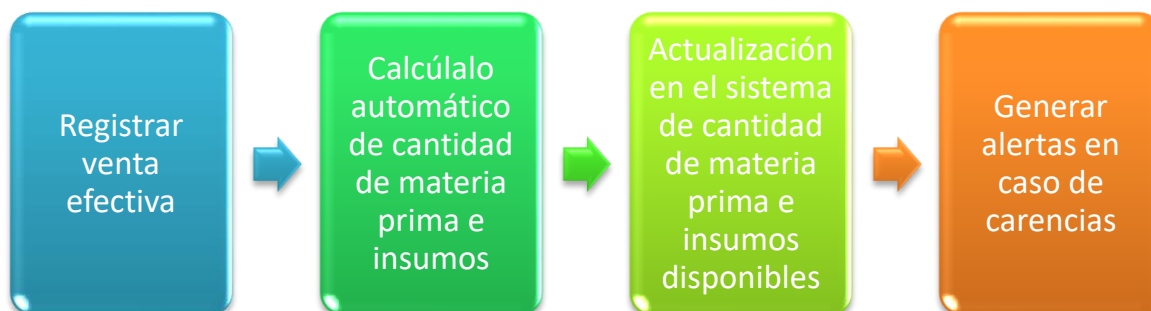 Registrar
venta
efectiva
Calcúlalo
automático
de cantidad
de materia
prima e
insumos
Actualización
en el sistema
de cantidad
de materia
prima e
insumos
disponibles
Generar
alertas en
caso de
carencias